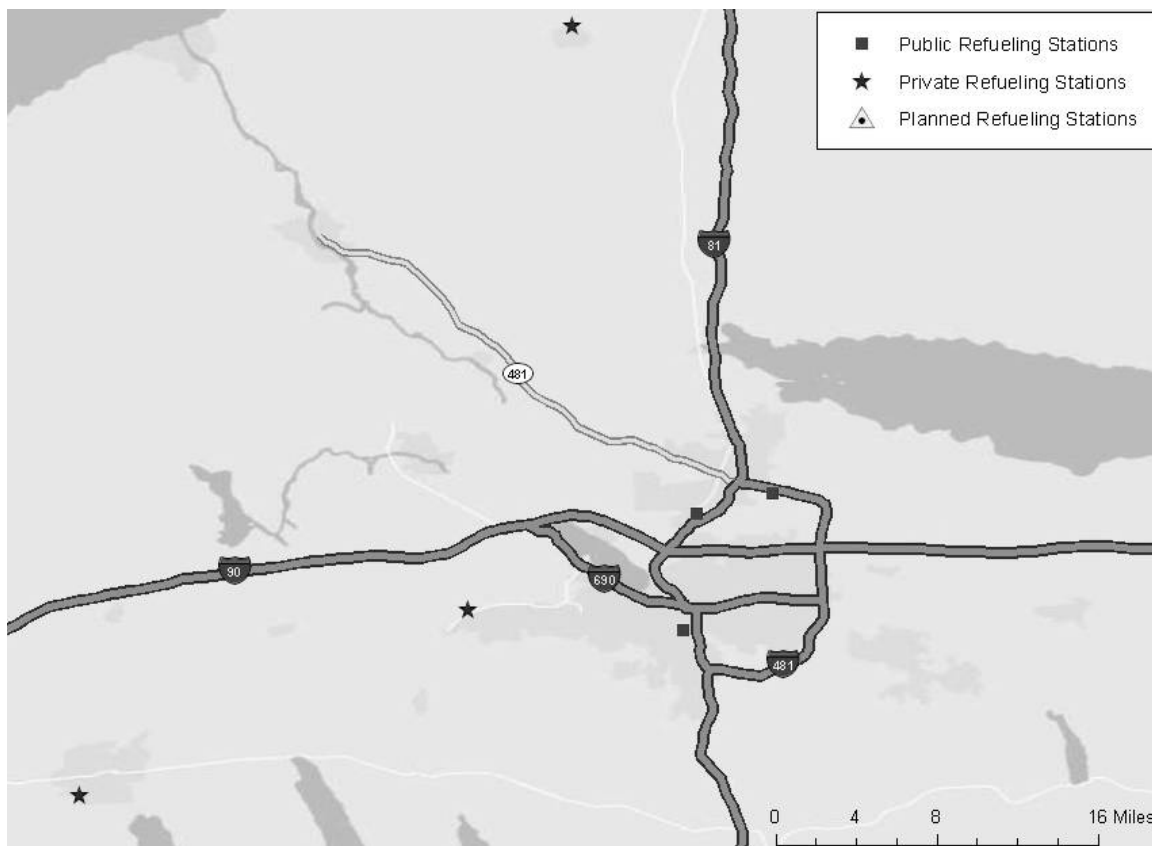 Public Refueling Stations
Private Refueling Stations
Planned Refueling Stations
81
481
90
690
481
0 4 8 16 Miles